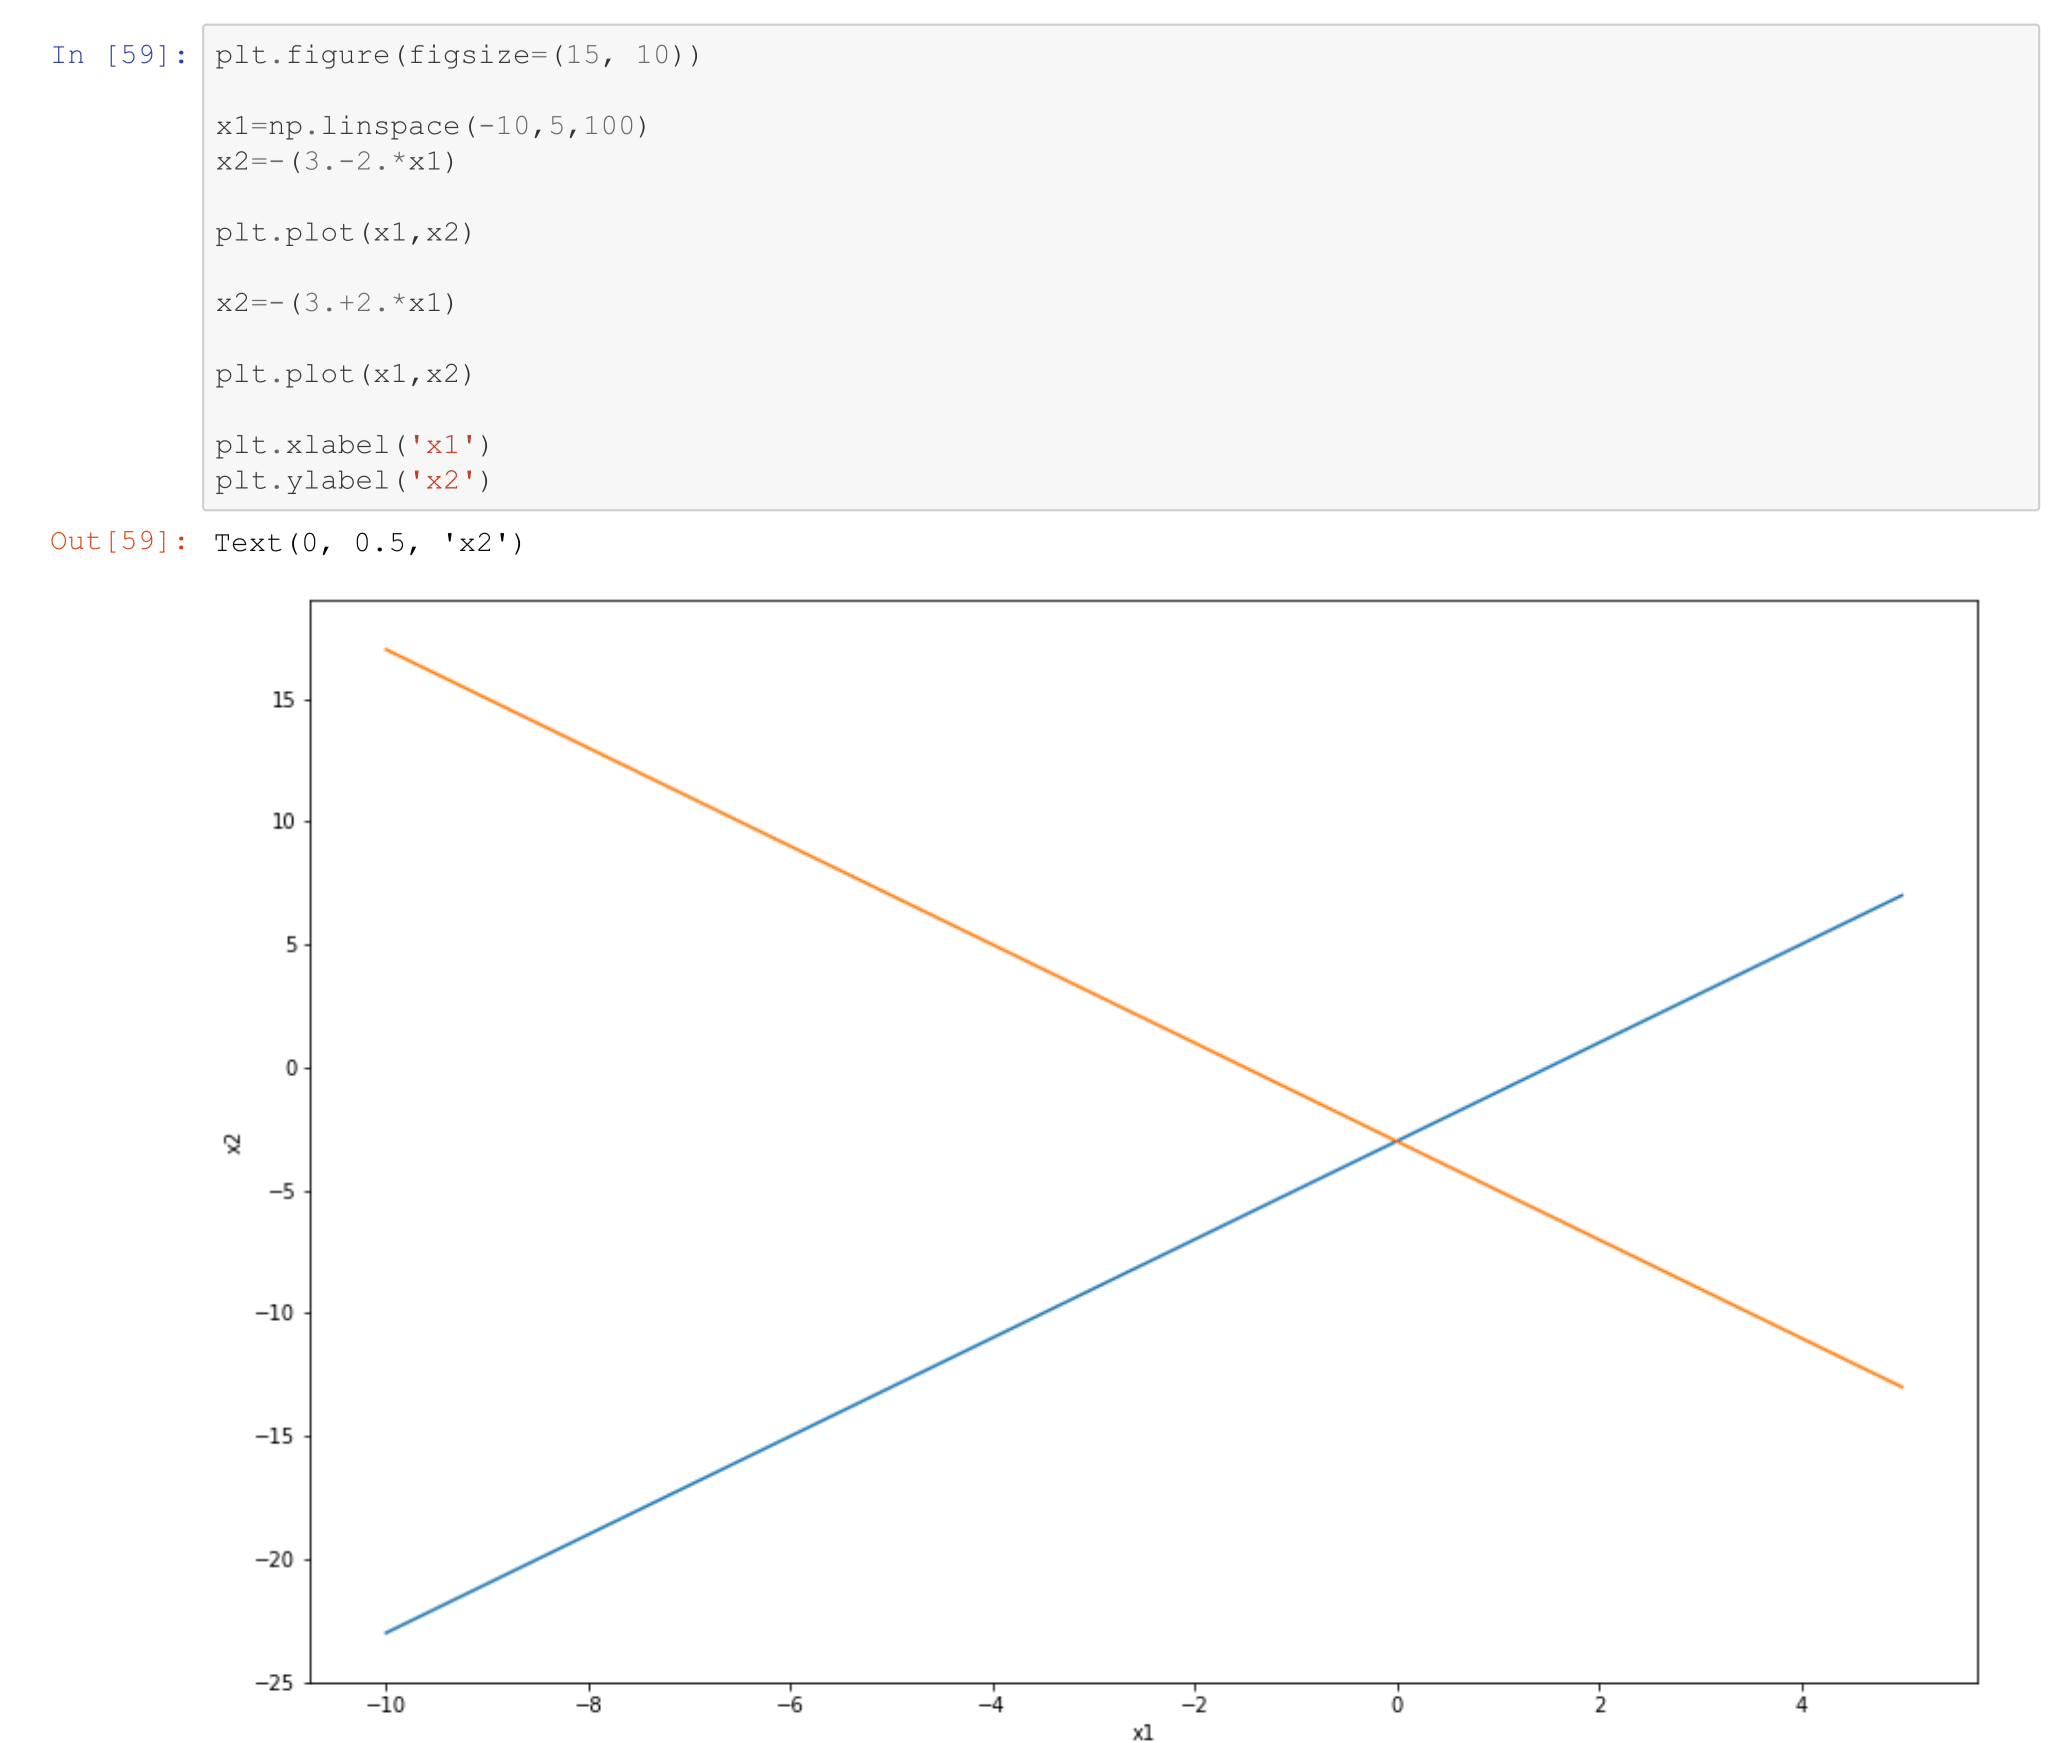 In [59]: plt.figure(figsize=(15, 10))
x1=np.linspace(-10,5,100)
x2=-(3.-2.*x1)
plt.plot(x1,x2)
x2=-(3.+2.*x1)
plt.plot(x1,x2)
plt.xlabel('x1')
plt.ylabel('x2')
Out[59]: Text(0, 0.5, 'x2')
15
10
5
0
x2
−5
−10
−15
−20
−25
−10 −8 −6 −4 −2 0 2 4
x1